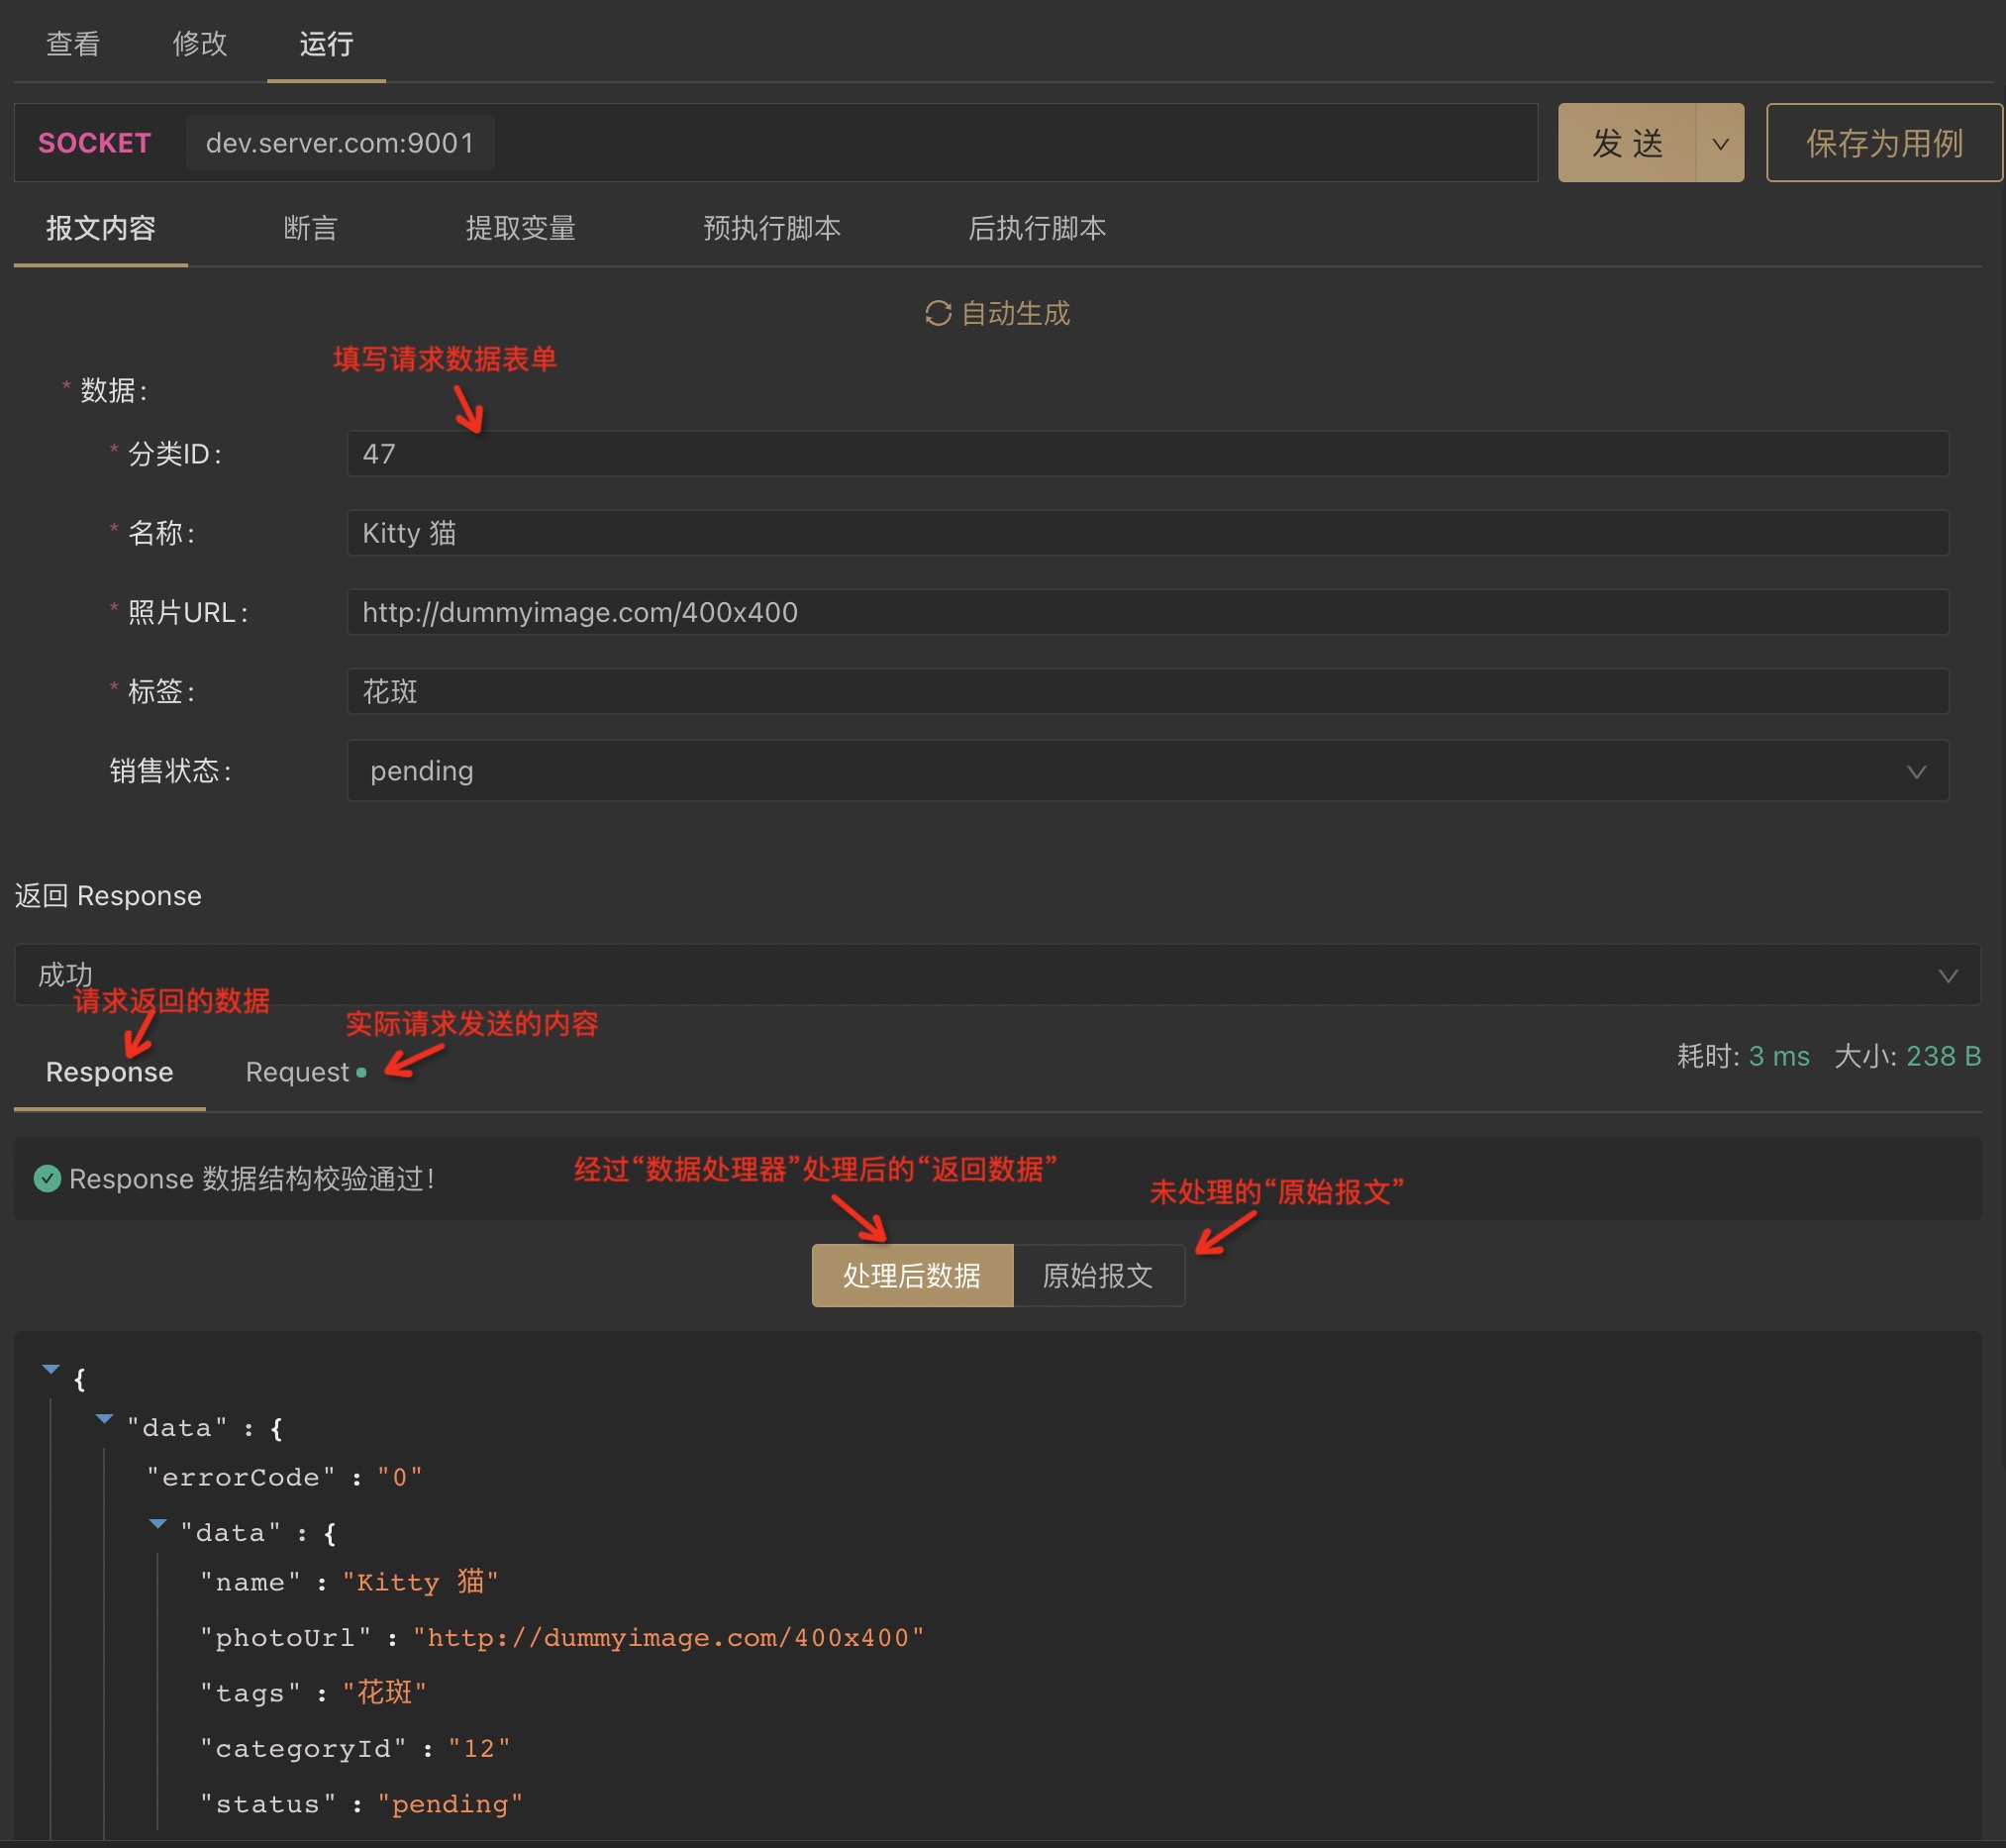 查看 修改 运行
SOCKET dev.server.com:9001 发 送 保存为用例
报文内容 断言 提取变量 预执行脚本 后执行脚本
自动生成
填写请求数据表单
* 数据:
* 分类ID: 47
* 名称: Kitty 猫
* 照片URL: http://dummyimage.com/400x400
* 标签: 花斑
销售状态: pending
返回 Response
成功
请求返回的数据
实际请求发送的内容
Response Request 耗时: 3 ms 大小: 238 B
Response 数据结构校验通过!
经过“数据处理器”处理后的“返回数据”
未处理的“原始报文”
处理后数据 原始报文
{
"data" : {
"errorCode" : "0"
"data" : {
"name" : "Kitty 猫"
"photoUrl" : "http://dummyimage.com/400x400"
"tags" : "花斑"
"categoryId" : "12"
"status" : "pending"